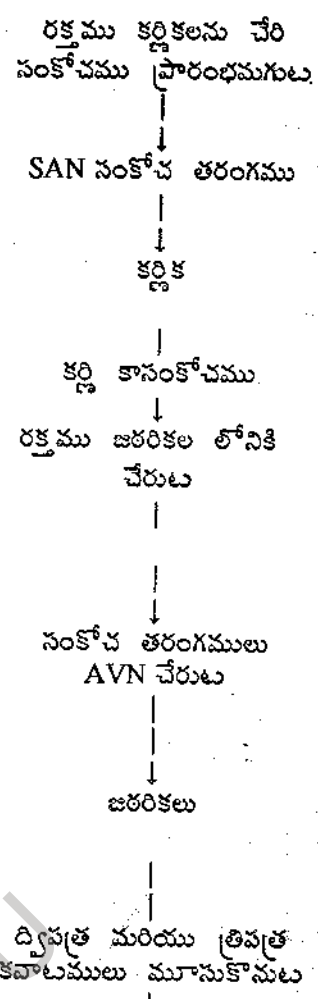 రక్తము కర్ణికలను చేరి
సంకోచము ప్రారంభమగుట
SAN సంకోచ తరంగము
కర్ణిక
కర్ణి కాసంకోచము
రక్తము జఠరికల లోనికి
చేరుట
సంకోచ తరంగములు
AVN చేరుట
జఠరికలు
ద్విపత్ర మరియు త్రిపత్ర
కవాటములు మూసుకొనుట